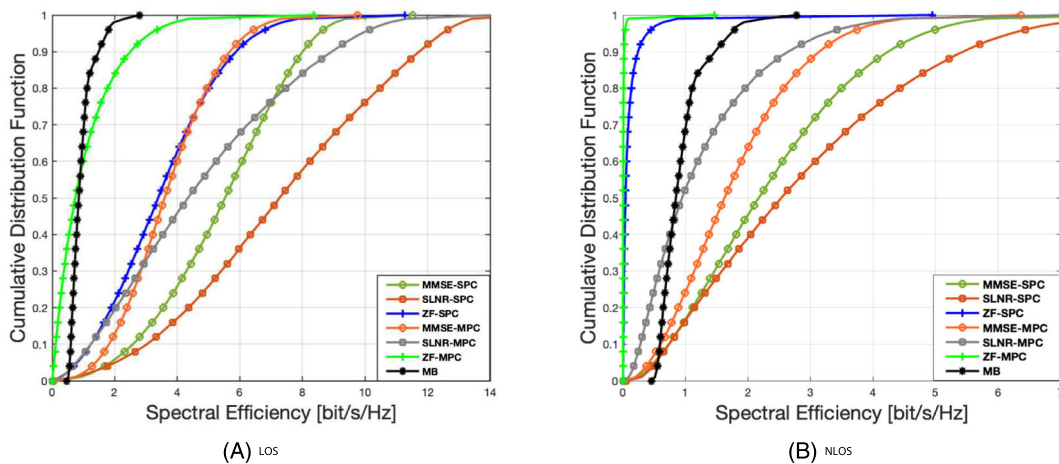 1
0.9
0.8
0.7
0.6
0.5
0.4
0.3
0.2
0.1
0
Cumulative Distribution Function
0 2 4 6 8 10 12 14
Spectral Efficiency [bit/s/Hz]
MMSE-SPC
SLNR-SPC
ZF-SPC
MMSE-MPC
SLNR-MPC
ZF-MPC
MB
(A) LOS
1
0.9
0.8
0.7
0.6
0.5
0.4
0.3
0.2
0.1
0
Cumulative Distribution Function
0 1 2 3 4 5 6 7
Spectral Efficiency [bit/s/Hz]
MMSE-SPC
SLNR-SPC
ZF-SPC
MMSE-MPC
SLNR-MPC
ZF-MPC
MB
(B) NLOS